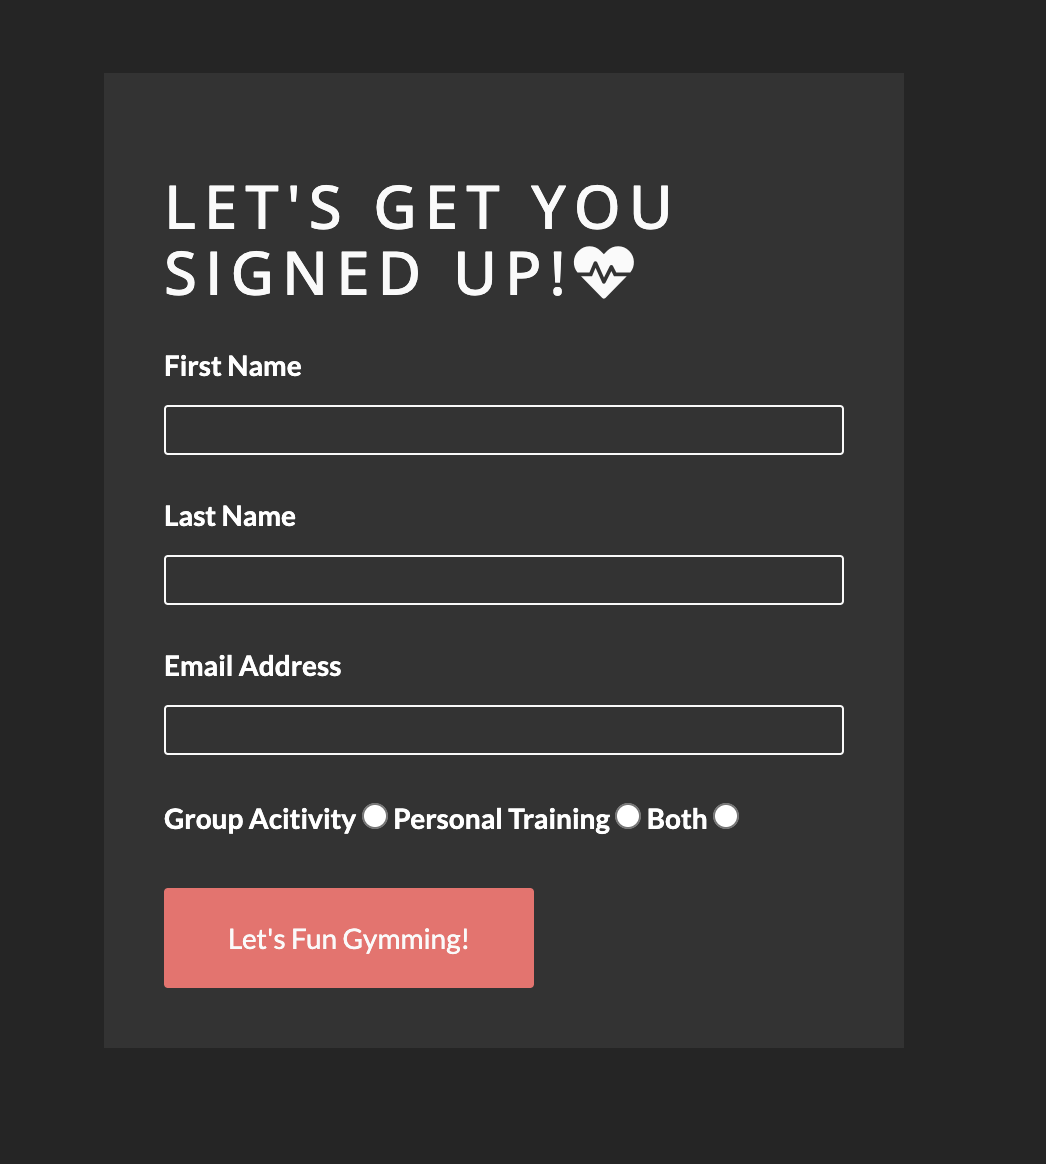 LET'S GET YOU
SIGNED UP!
First Name
Last Name
Email Address
Group Acitivity Personal Training Both
Let's Fun Gymming!